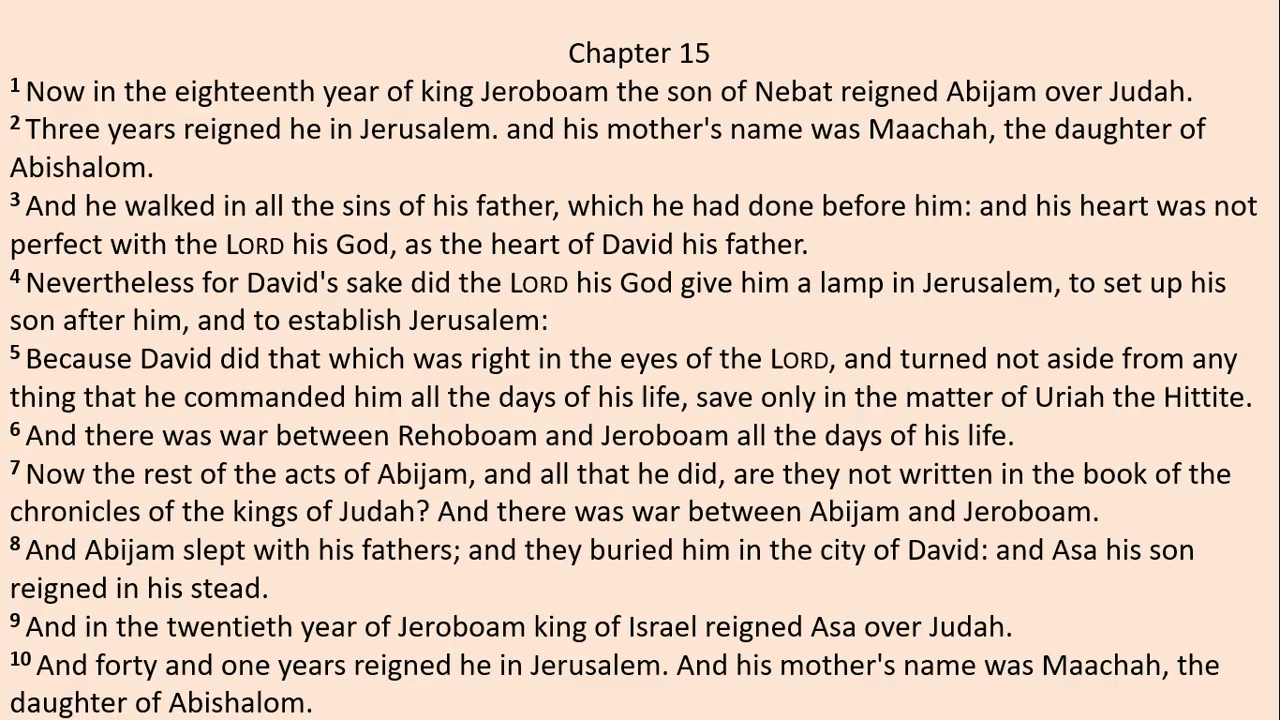 Chapter 15
1 Now in the eighteenth year of king Jeroboam the son of Nebat reigned Abijam over Judah.
2 Three years reigned he in Jerusalem. and his mother's name was Maachah, the daughter of
Abishalom.
3 And he walked in all the sins of his father, which he had done before him: and his heart was not
perfect with the LORD his God, as the heart of David his father.
4 Nevertheless for David's sake did the LORD his God give him a lamp in Jerusalem, to set up his
son after him, and to establish Jerusalem:
5 Because David did that which was right in the eyes of the LORD, and turned not aside from any
thing that he commanded him all the days of his life, save only in the matter of Uriah the Hittite.
6 And there was war between Rehoboam and Jeroboam all the days of his life.
7 Now the rest of the acts of Abijam, and all that he did, are they not written in the book of the
chronicles of the kings of Judah? And there was war between Abijam and Jeroboam.
8 And Abijam slept with his fathers; and they buried him in the city of David: and Asa his son
reigned in his stead.
9 And in the twentieth year of Jeroboam king of Israel reigned Asa over Judah.
10 And forty and one years reigned he in Jerusalem. And his mother's name was Maachah, the
daughter of Abishalom.